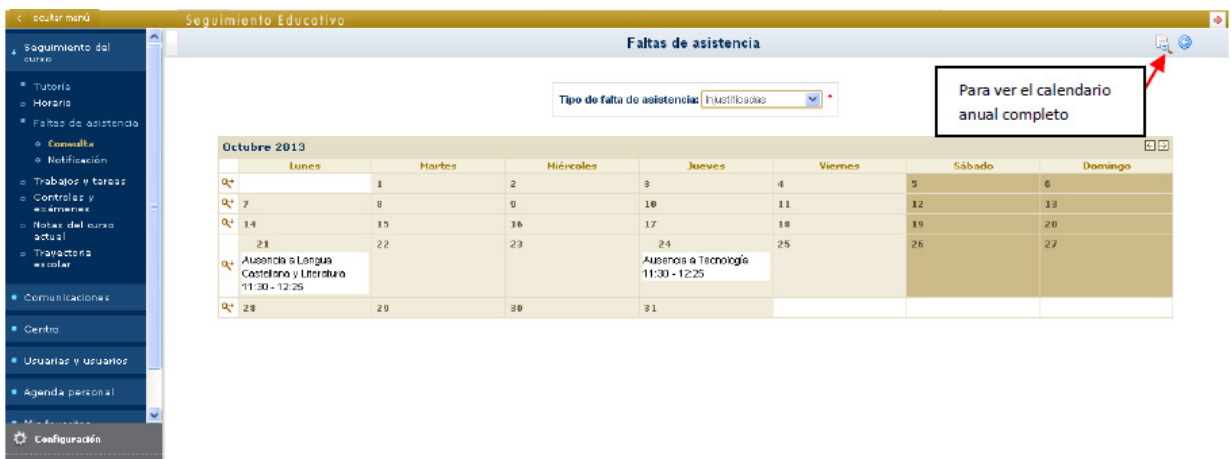 ocultar menú
Seguimiento Educativo
Seguimiento del
curso
Tutoría
Horario
Faltas de asistencia
Consulta
Notificación
Trabajos y tareas
Controles y
exámenes
Notas del curso
actual
Trayectoria
escolar
Comunicaciones
Centro
Usuarias y usuarios
Agenda personal
Configuración
Faltas de asistencia
Para ver el calendario
anual completo
Tipo de falta de asistencia: Injustificadas *
Octubre 2013
Lunes Martes Miércoles Jueves Viernes Sábado Domingo
1 2 3 4 5 6
7 8 9 10 11 12 13
14 15 16 17 18 19 20
21 22 23 24 25 26 27
Ausencia a Lengua
Castellana y Literatura
11:30 - 12:25
Ausencia a Tecnología
11:30 - 12:25
28 29 30 31